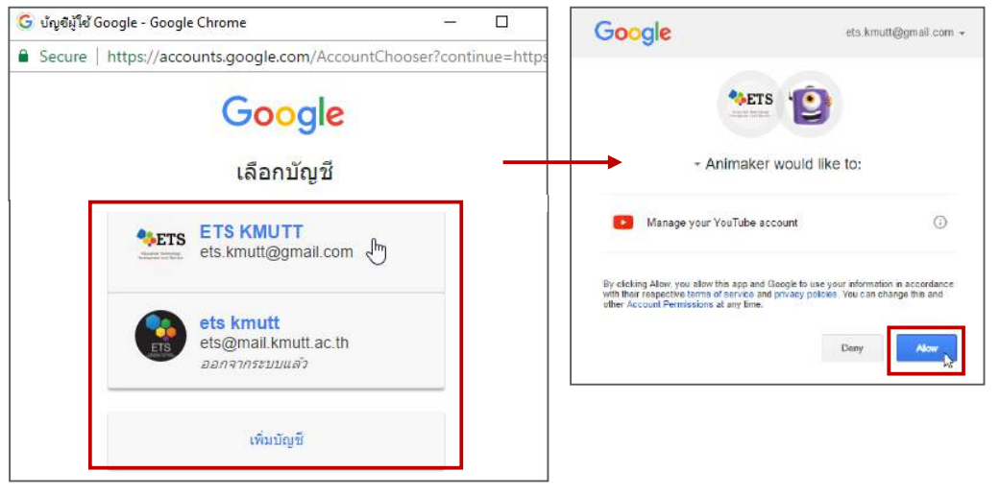 บัญชีผู้ใช้ Google - Google Chrome
Secure | https://accounts.google.com/AccountChooser?continue=https
Google
เลือกบัญชี
ETS
ETS KMUTT
ets.kmutt@gmail.com
ETS
ets kmutt
ets@mail.kmutt.ac.th
ออกจากระบบแล้ว
เพิ่มบัญชี
Google
ets.kmutt@gmail.com
ETS
Animaker would like to:
Manage your YouTube account
By clicking Allow, you allow this app and Google to use your information in accordance
with their respective terms of service and privacy policies. You can change this and
other Account Permissions at any time.
Deny
Allow